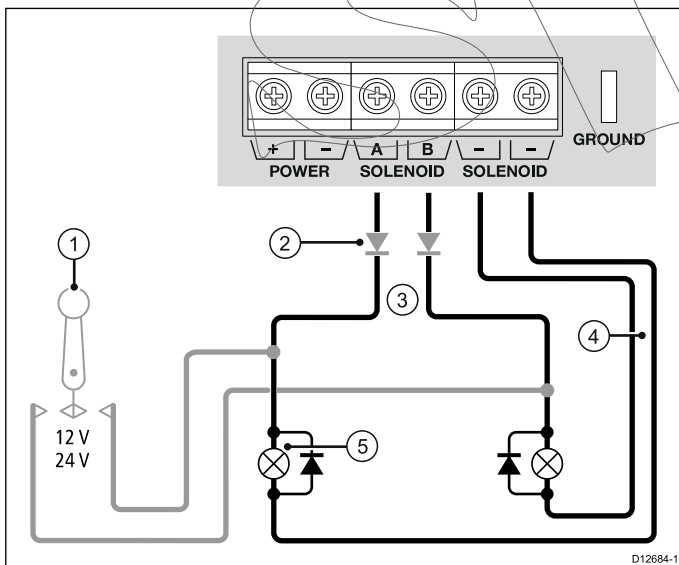 + - A B - -
POWER SOLENOID SOLENOID
GROUND
1
2
3
4
5
12 V
24 V
D12684-1